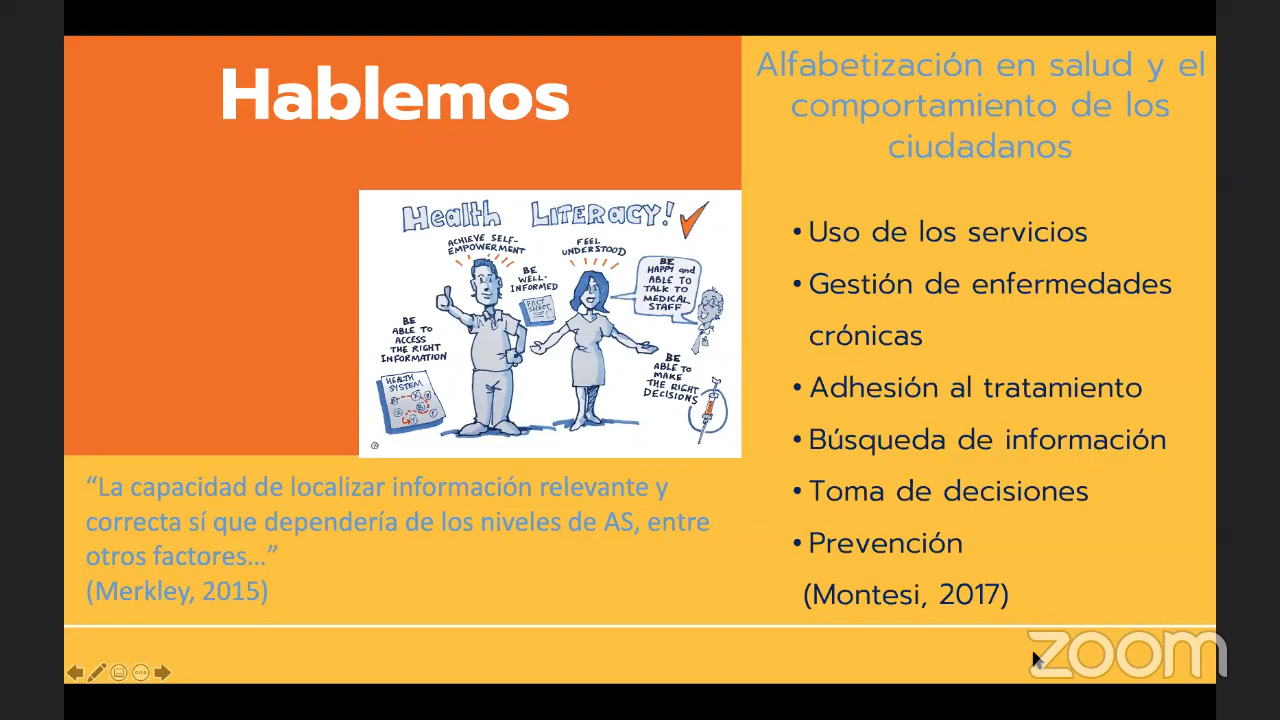 Hablemos
Health LITERACY!
ACHIEVE SELF-
EMPOWERMENT
BE
WELL-
INFORMED
FACT
SHEET
FEEL
UNDERSTOOD
BE
HAPPY and
ABLE TO
TALK TO
MEDICAL
STAFF
BE
ABLE TO
ACCESS
THE RIGHT
INFORMATION
HEALTH
SYSTEM
BE
ABLE TO
MAKE
THE RIGHT
DECISIONS
“La capacidad de localizar información relevante y
correcta sí que dependería de los niveles de AS, entre
otros factores…”
(Merkley, 2015)
Alfabetización en salud y el
comportamiento de los
ciudadanos
• Uso de los servicios
• Gestión de enfermedades
crónicas
• Adhesión al tratamiento
• Búsqueda de información
• Toma de decisiones
• Prevención
(Montesi, 2017)
zoom